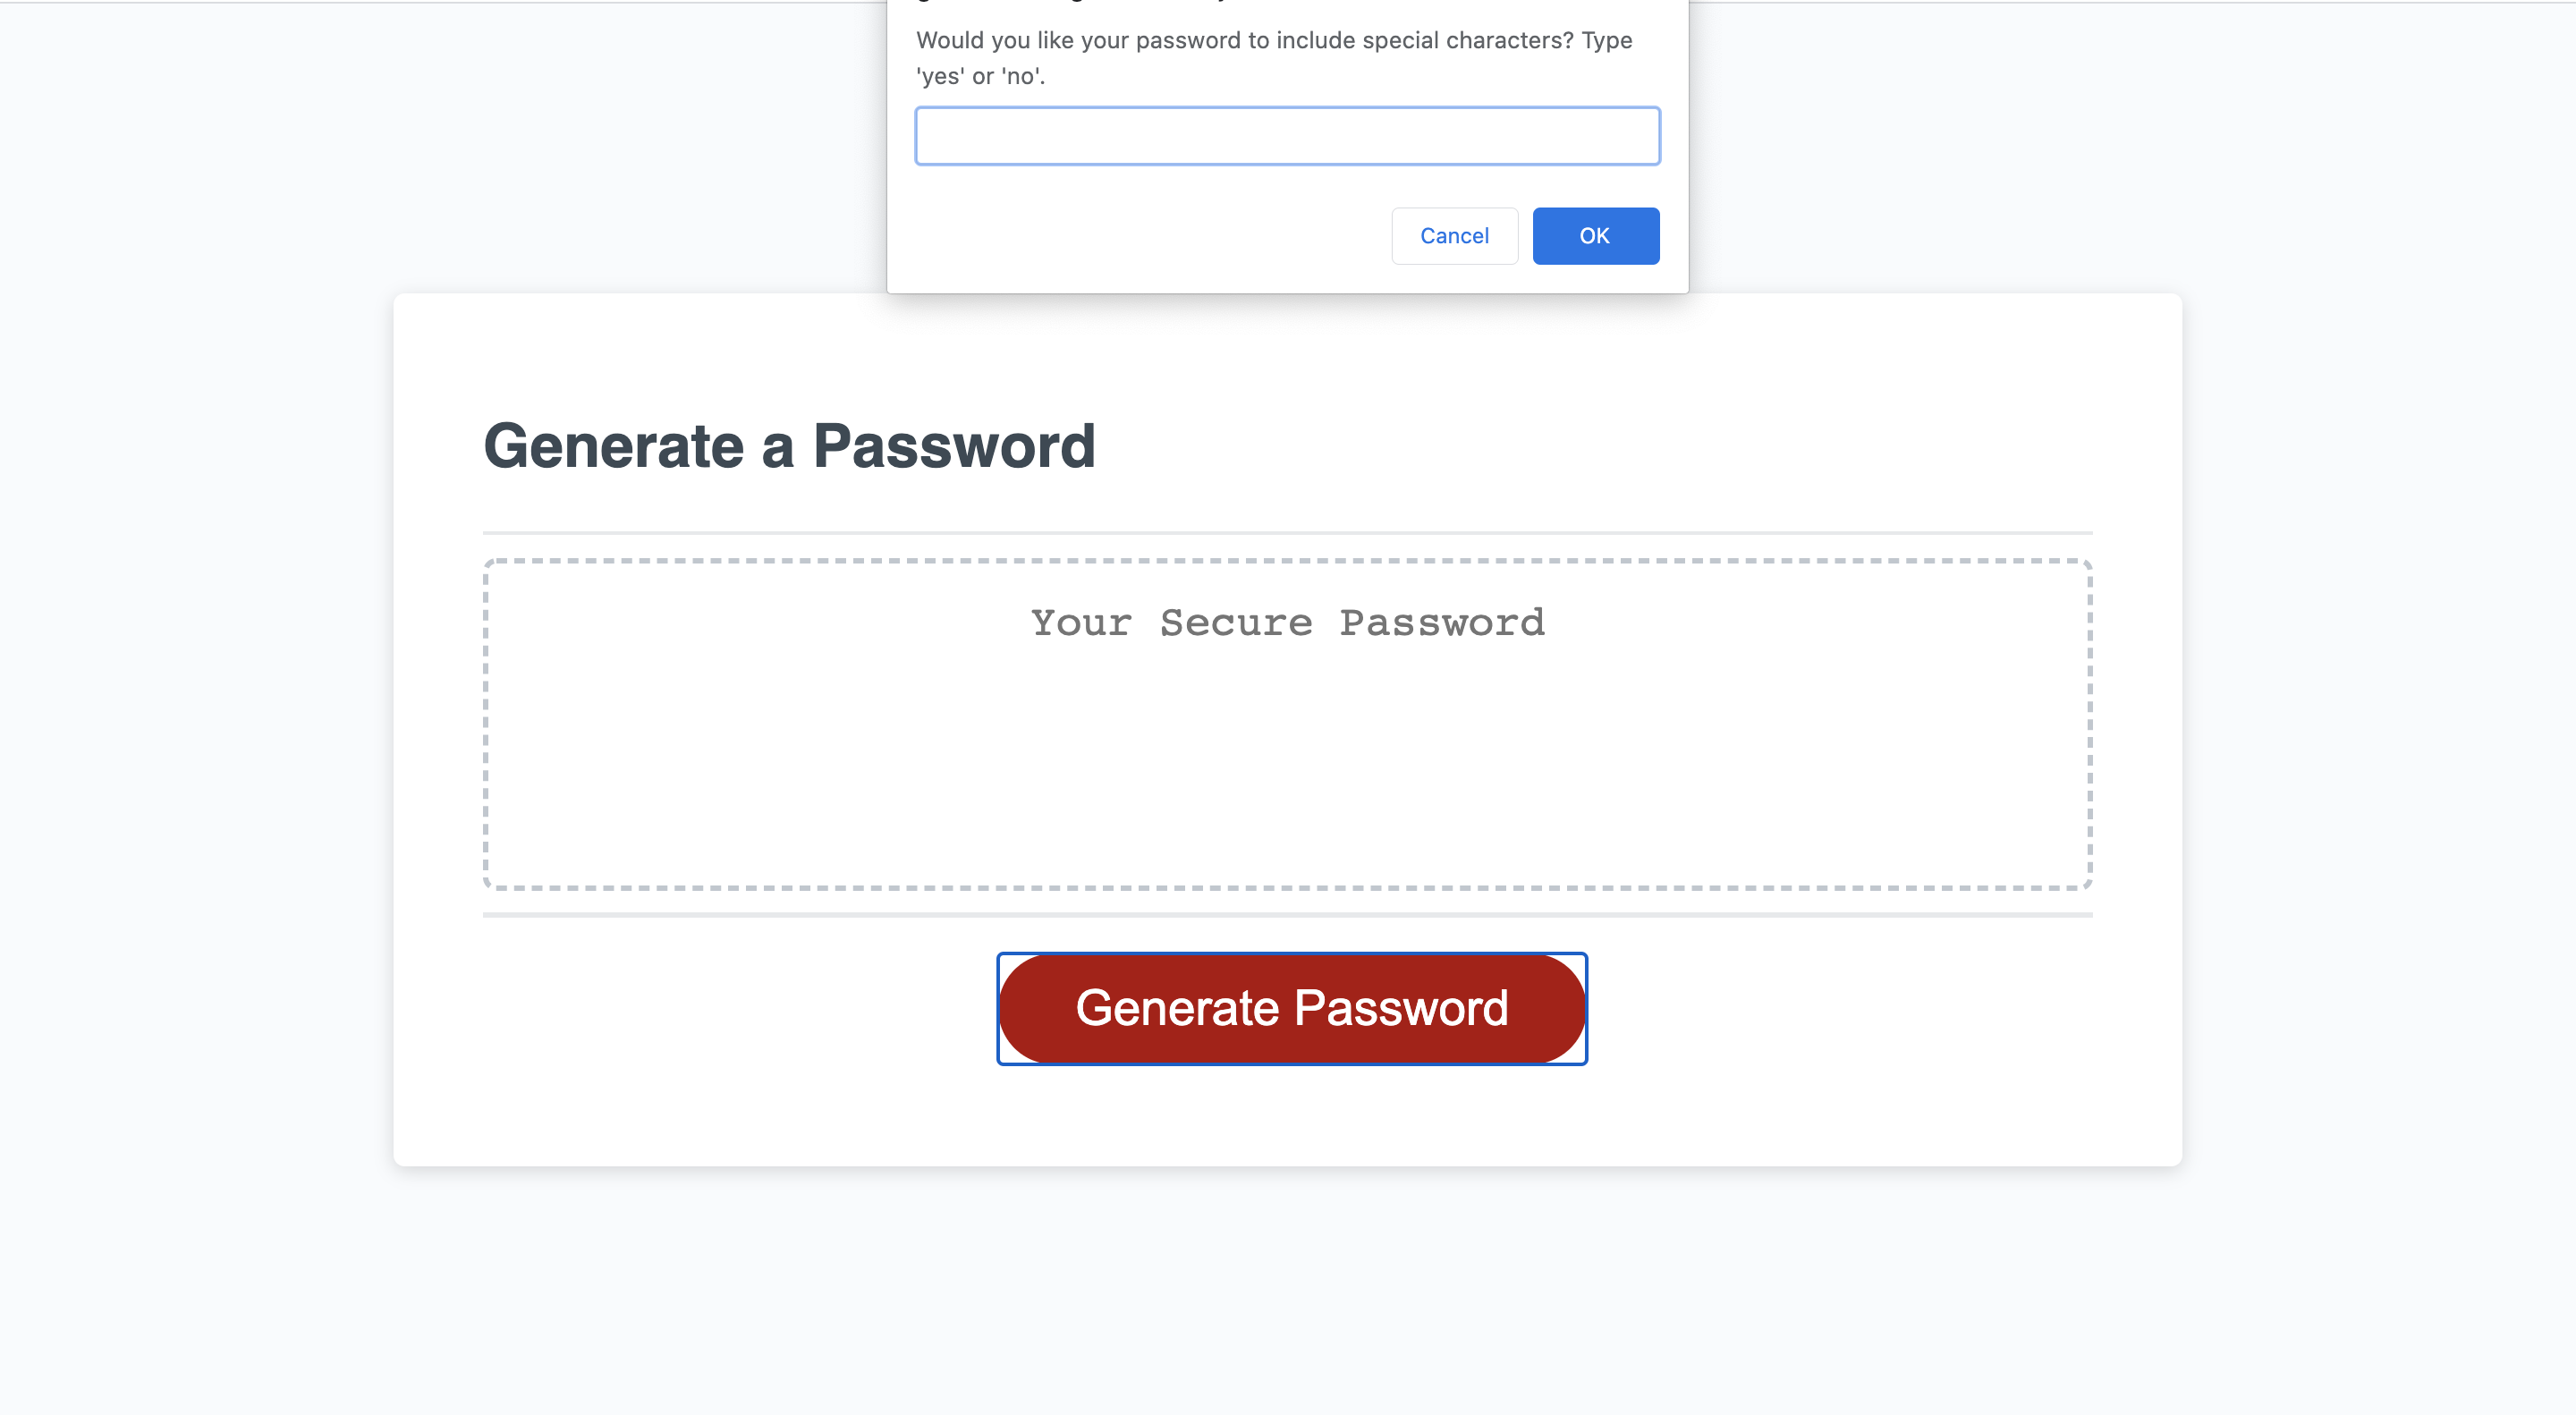 Would you like your password to include special characters? Type
'yes' or 'no'.
Cancel
OK
Generate a Password
Your Secure Password
Generate Password